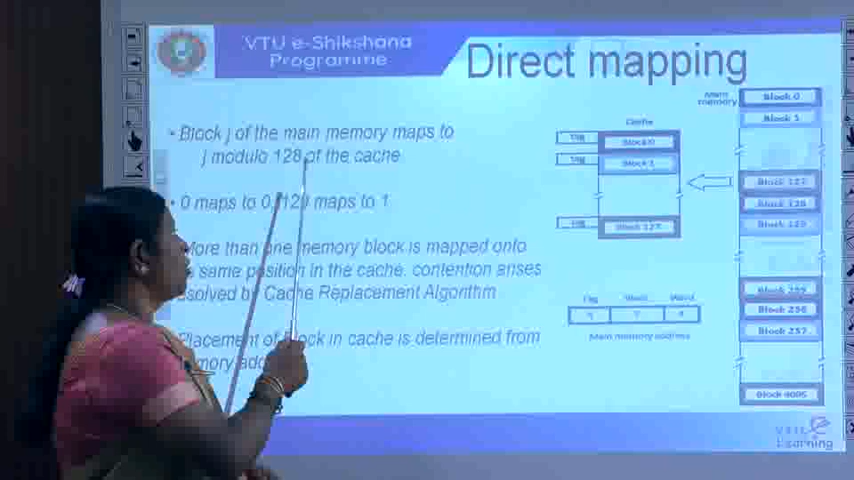 VTU e-Shikshana
Programme
Direct mapping
• Block j of the main memory maps to
j modulo 128 of the cache
• 0 maps to 0, 129 maps to 1
More than one memory block is mapped onto
same position in the cache. contention arises
Cache Replacement Algorithm
Placement of block in cache is determined from
Main
memory
Block 0
Block 1
Block 127
Block 128
Block 129
Block 255
Block 256
Block 257
Block 4095
Cache
Tag
Block 0
Tag
Block 1
Tag
Block 127
Tag
Block
Word
5
7
4
Main memory address
Learning